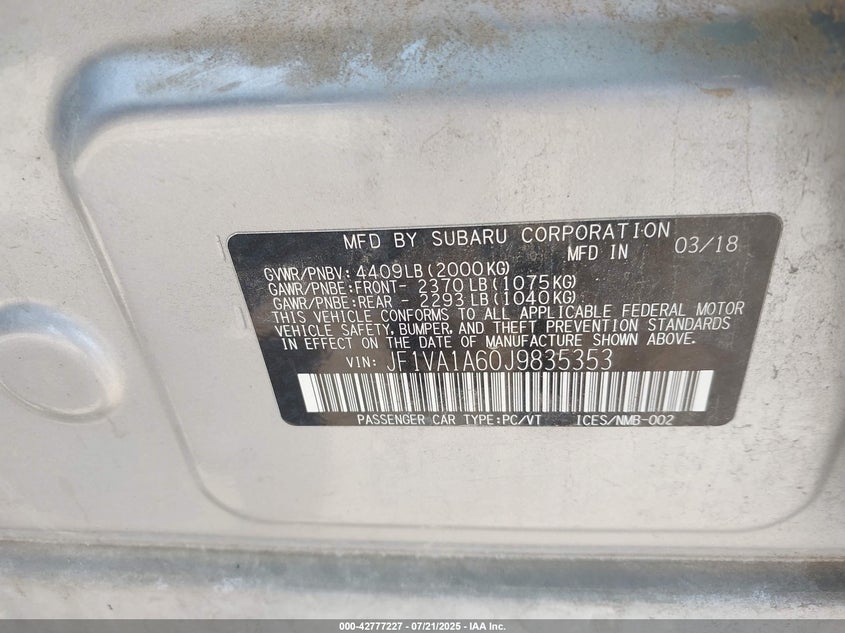 MFD BY SUBARU CORPORATION
MFD IN 03/18
GVWR/PNBV: 4409LB(2000KG)
GAWR/PNBE:FRONT- 2370LB(1075KG)
GAWR/PNBE:REAR - 2293LB(1040KG)
THIS VEHICLE CONFORMS TO ALL APPLICABLE FEDERAL MOTOR
VEHICLE SAFETY, BUMPER, AND THEFT PREVENTION STANDARDS
IN EFFECT ON THE DATE OF MANUFACTURE SHOWN ABOVE.
VIN: JF1VA1A60J9835353
PASSENGER CAR TYPE:PC/VT ICES/NMB-002
000-42777227 - 07/21/2025 - IAA Inc.